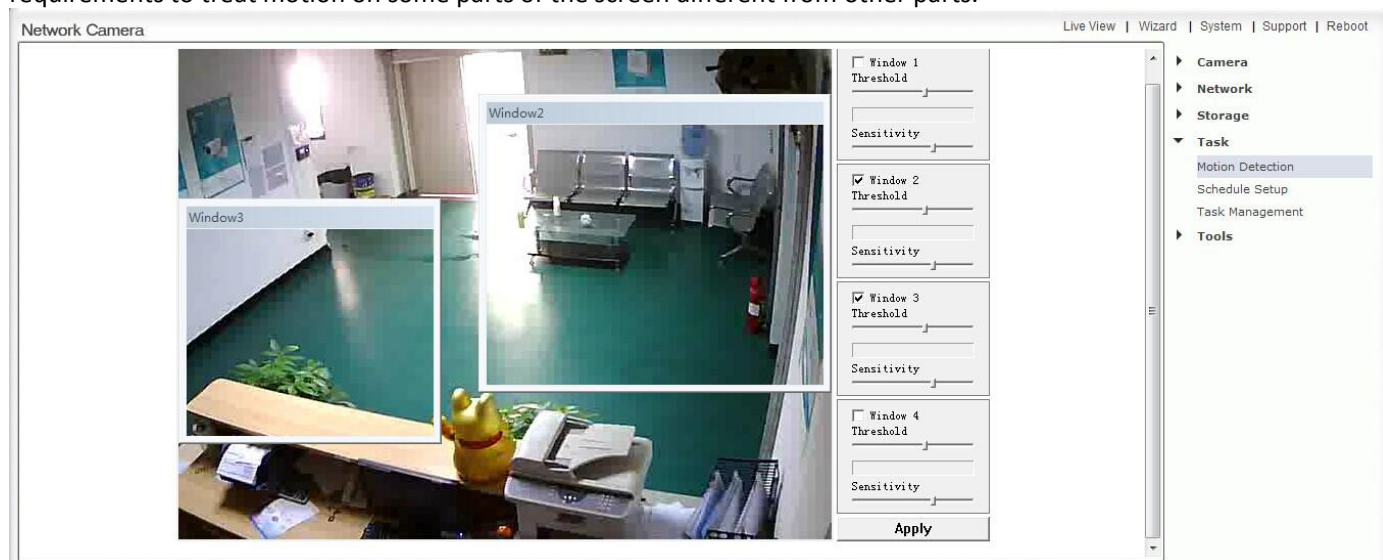 requirements to treat motion on some parts of the screen different from other parts.
Network Camera
Live View | Wizard | System | Support | Reboot
Window2
Window3
Window 1
Threshold
Sensitivity
Window 2
Threshold
Sensitivity
Window 3
Threshold
Sensitivity
Window 4
Threshold
Sensitivity
Apply
Camera
Network
Storage
Task
Motion Detection
Schedule Setup
Task Management
Tools